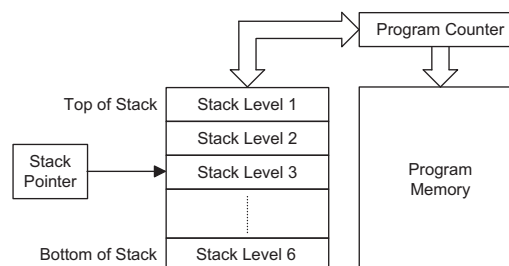 Program Counter
Top of Stack
Stack Level 1
Stack Level 2
Stack
Pointer
Stack Level 3
Program
Memory
Bottom of Stack
Stack Level 6